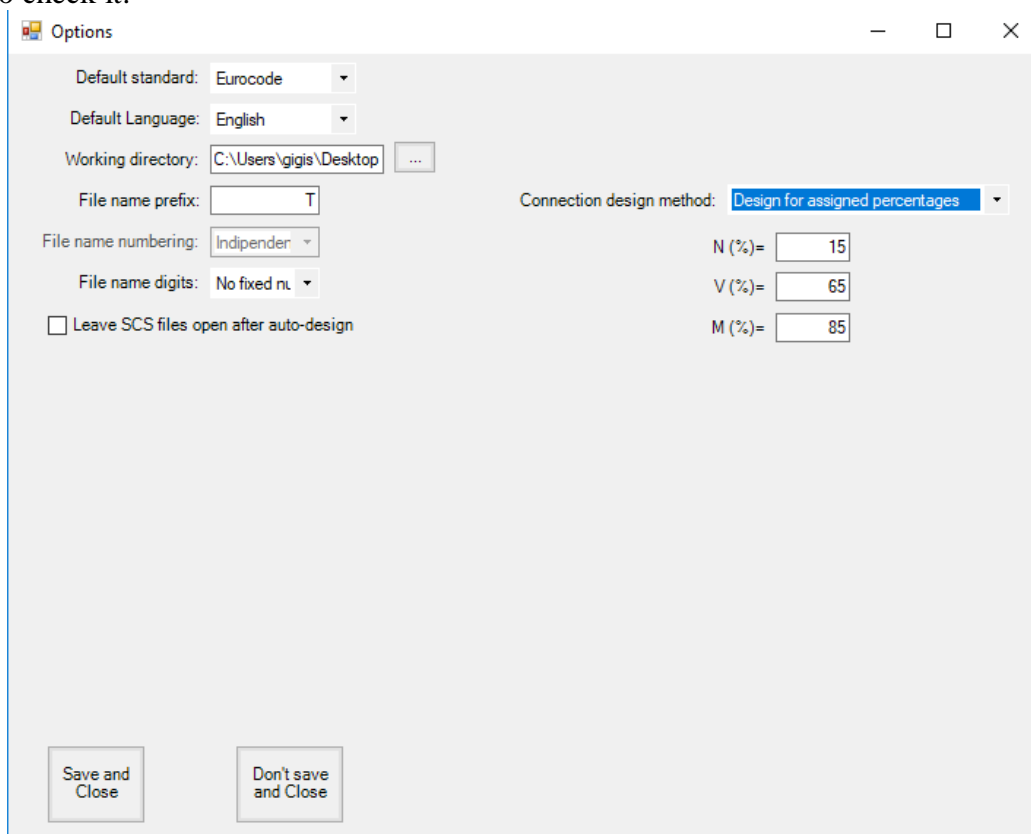 o check it.
Options
Default standard: Eurocode
Default Language: English
Working directory: C:\Users\gigis\Desktop ...
File name prefix: T
Connection design method: Design for assigned percentages
File name numbering: Indipenden
N (%)= 15
File name digits: No fixed nu
V (%)= 65
Leave SCS files open after auto-design
M (%)= 85
Save and
Close
Don't save
and Close